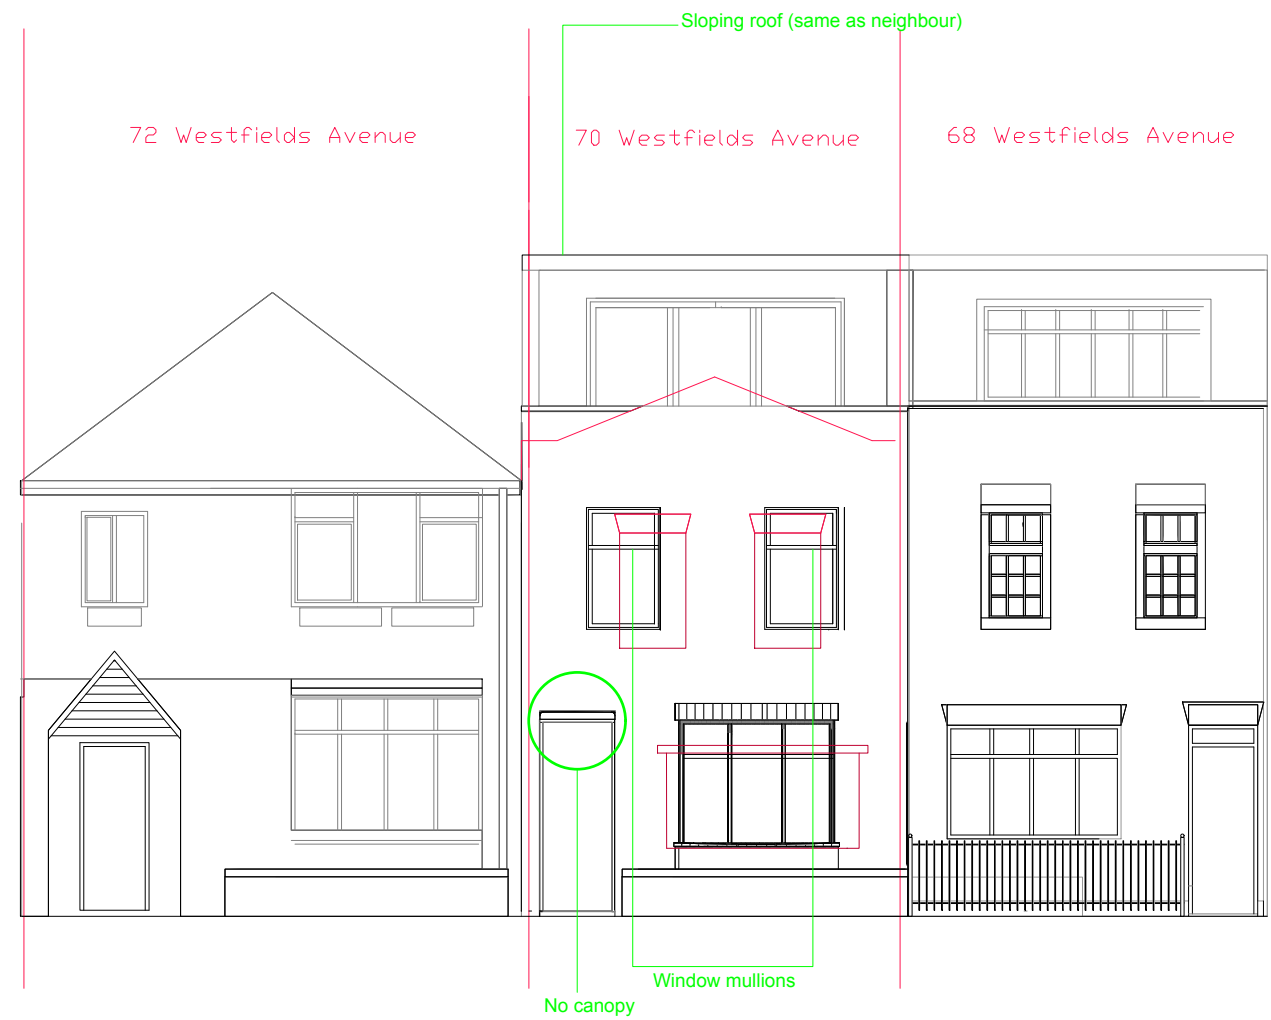 Sloping roof (same as neighbour)
72 Westfields Avenue
70 Westfields Avenue
68 Westfields Avenue
Window mullions
No canopy